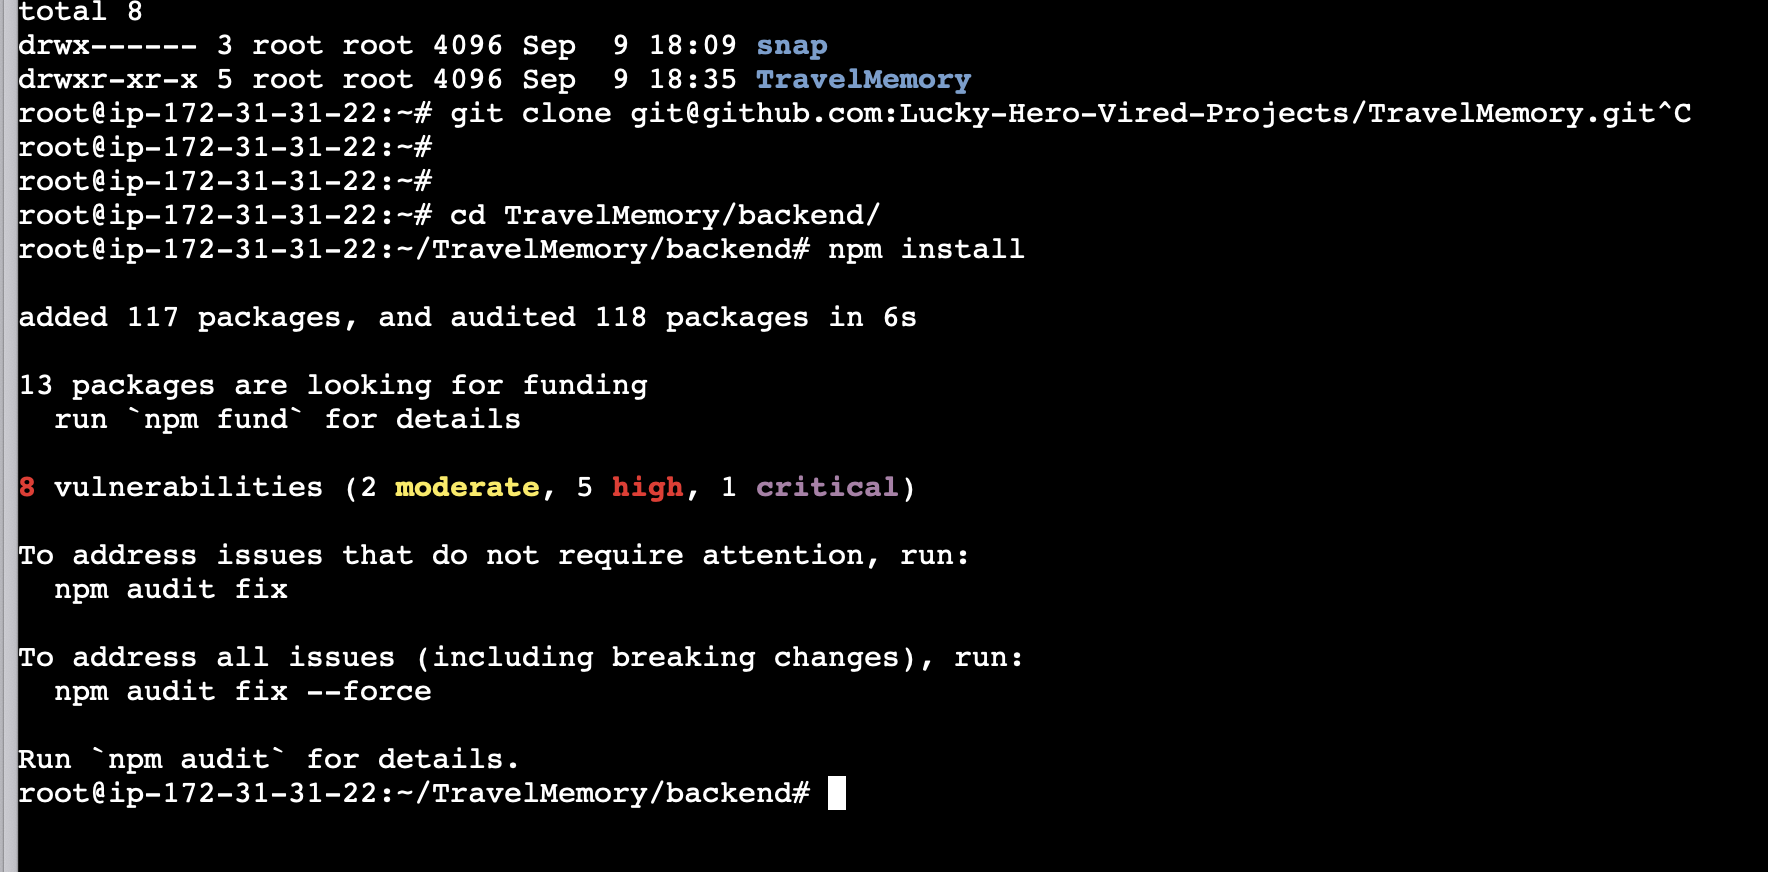 total 8
drwx------ 3 root root 4096 Sep  9 18:09 snap
drwxr-xr-x 5 root root 4096 Sep  9 18:35 TravelMemory
root@ip-172-31-31-22:~# git clone git@github.com:Lucky-Hero-Vired-Projects/TravelMemory.git^C
root@ip-172-31-31-22:~#
root@ip-172-31-31-22:~#
root@ip-172-31-31-22:~# cd TravelMemory/backend/
root@ip-172-31-31-22:~/TravelMemory/backend# npm install
added 117 packages, and audited 118 packages in 6s
13 packages are looking for funding
  run `npm fund` for details
8 vulnerabilities (2 moderate, 5 high, 1 critical)
To address issues that do not require attention, run:
  npm audit fix
To address all issues (including breaking changes), run:
  npm audit fix --force
Run `npm audit` for details.
root@ip-172-31-31-22:~/TravelMemory/backend#